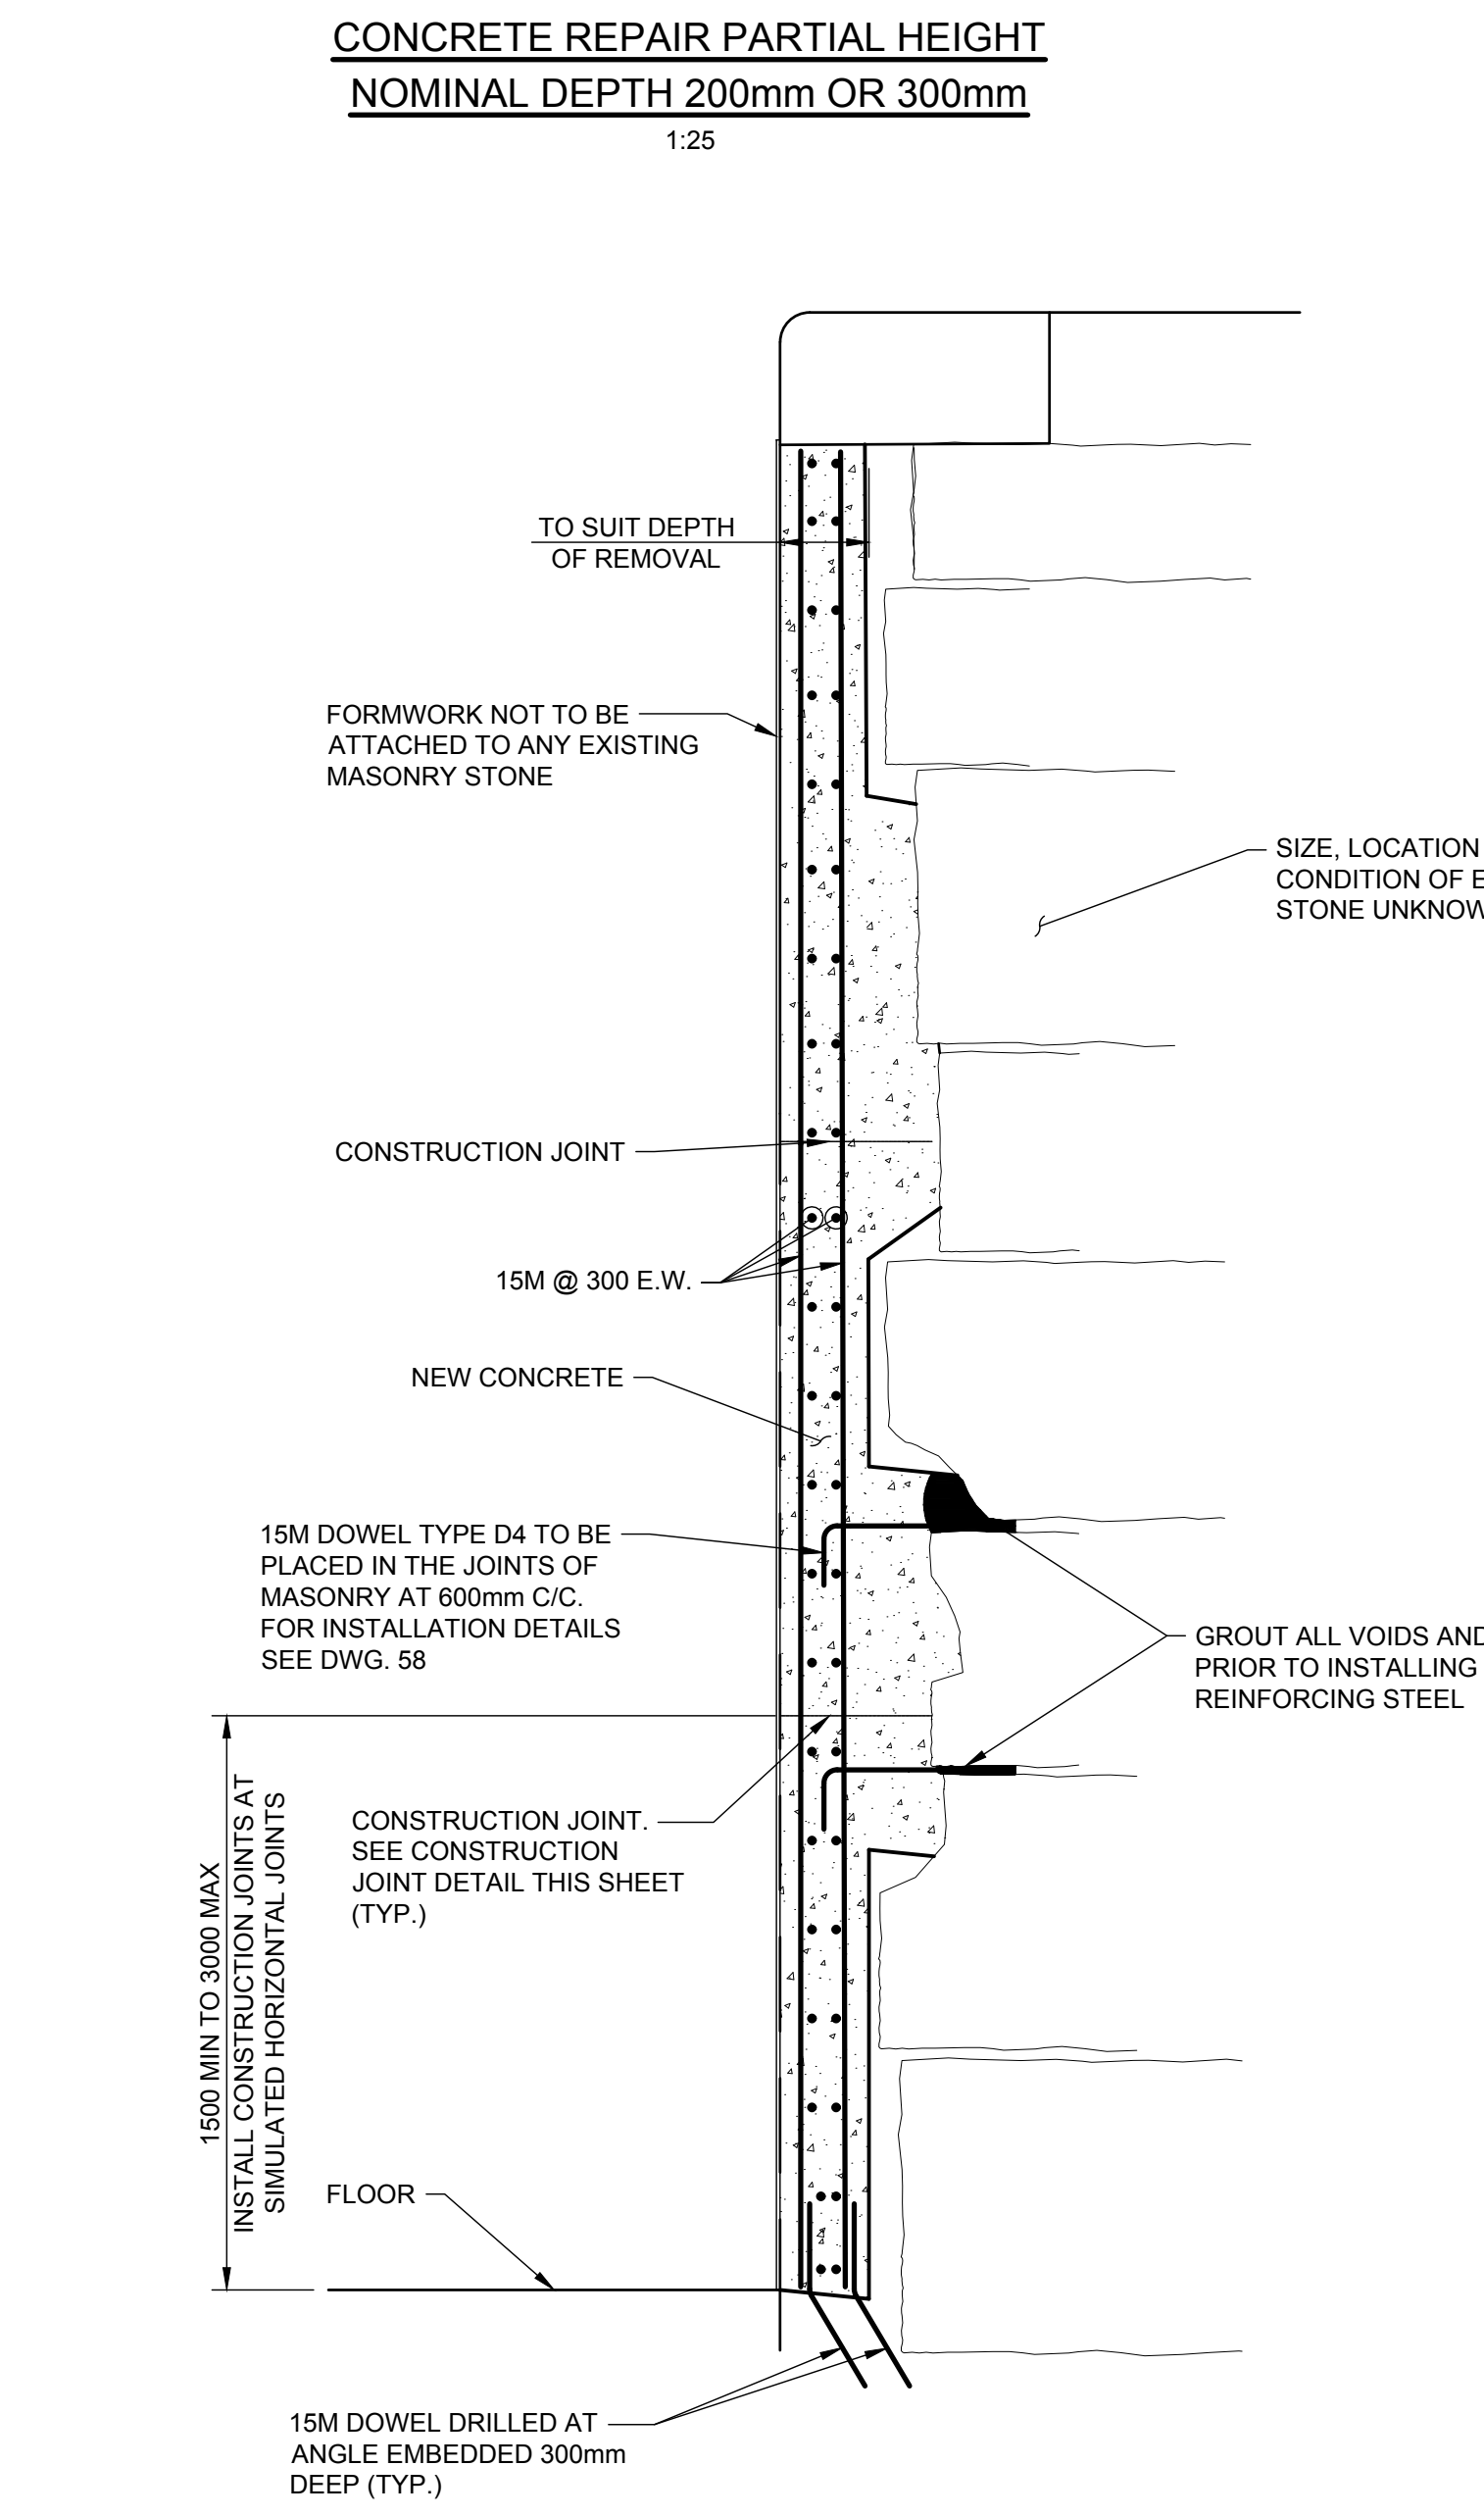 CONCRETE REPAIR PARTIAL HEIGHT
NOMINAL DEPTH 200mm OR 300mm
1:25
TO SUIT DEPTH
OF REMOVAL
FORMWORK NOT TO BE
ATTACHED TO ANY EXISTING
MASONRY STONE
SIZE, LOCATION
CONDITION OF
STONE
CONSTRUCTION JOINT
15M @ 300 E.W.
NEW CONCRETE
15M DOWEL TYPE D4 TO BE
PLACED IN THE JOINTS OF
MASONRY AT 600mm C/C.
FOR INSTALLATION DETAILS
SEE DWG. 58
GROUT ALL VOIDS AND
PRIOR TO INSTALLING
REINFORCING STEEL
CONSTRUCTION JOINT.
SEE CONSTRUCTION
JOINT DETAIL THIS SHEET
(TYP.)
1500 MIN TO 3000 MAX
INSTALL CONSTRUCTION JOINTS AT
SIMULATED HORIZONTAL JOINTS
FLOOR
15M DOWEL DRILLED AT
ANGLE EMBEDDED 300mm
DEEP (TYP.)